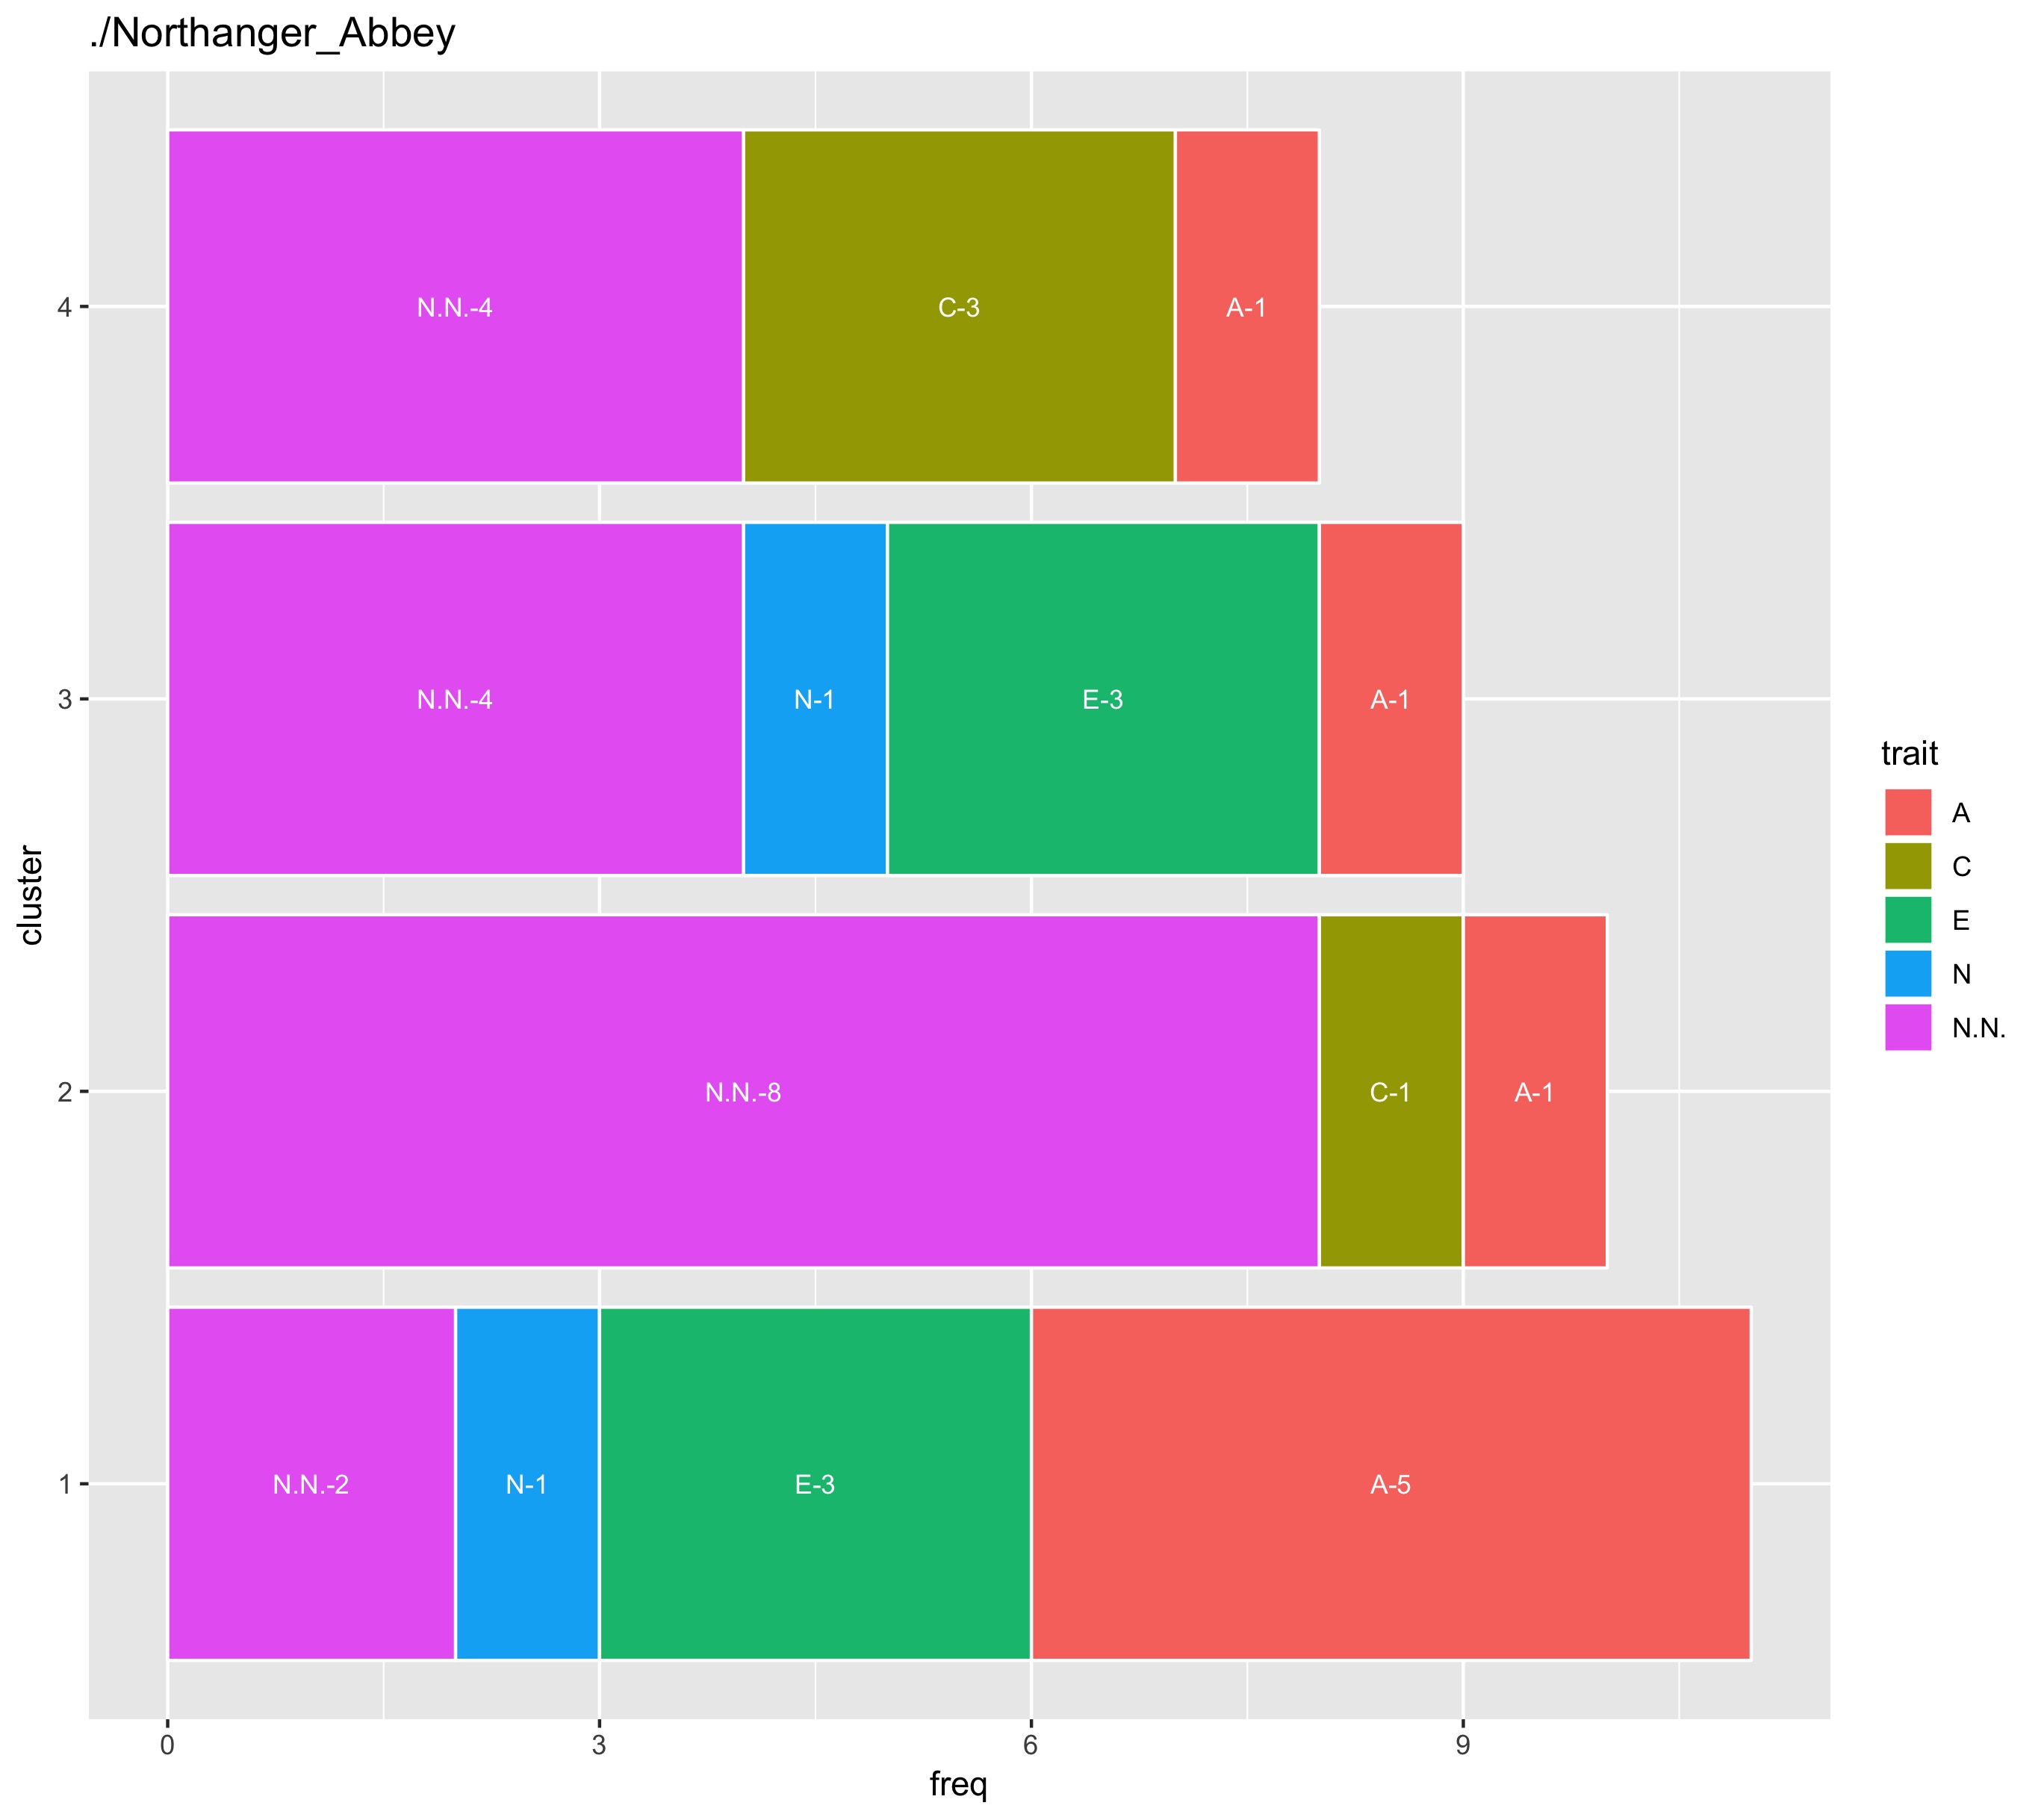 ./Northanger_Abbey
cluster
4
N.N.-4 C-3 A-1
3
N.N.-4 N-1 E-3 A-1
2
N.N.-8 C-1 A-1
1
N.N.-2 N-1 E-3 A-5
0 3 6 9
freq
trait
A
C
E
N
N.N.